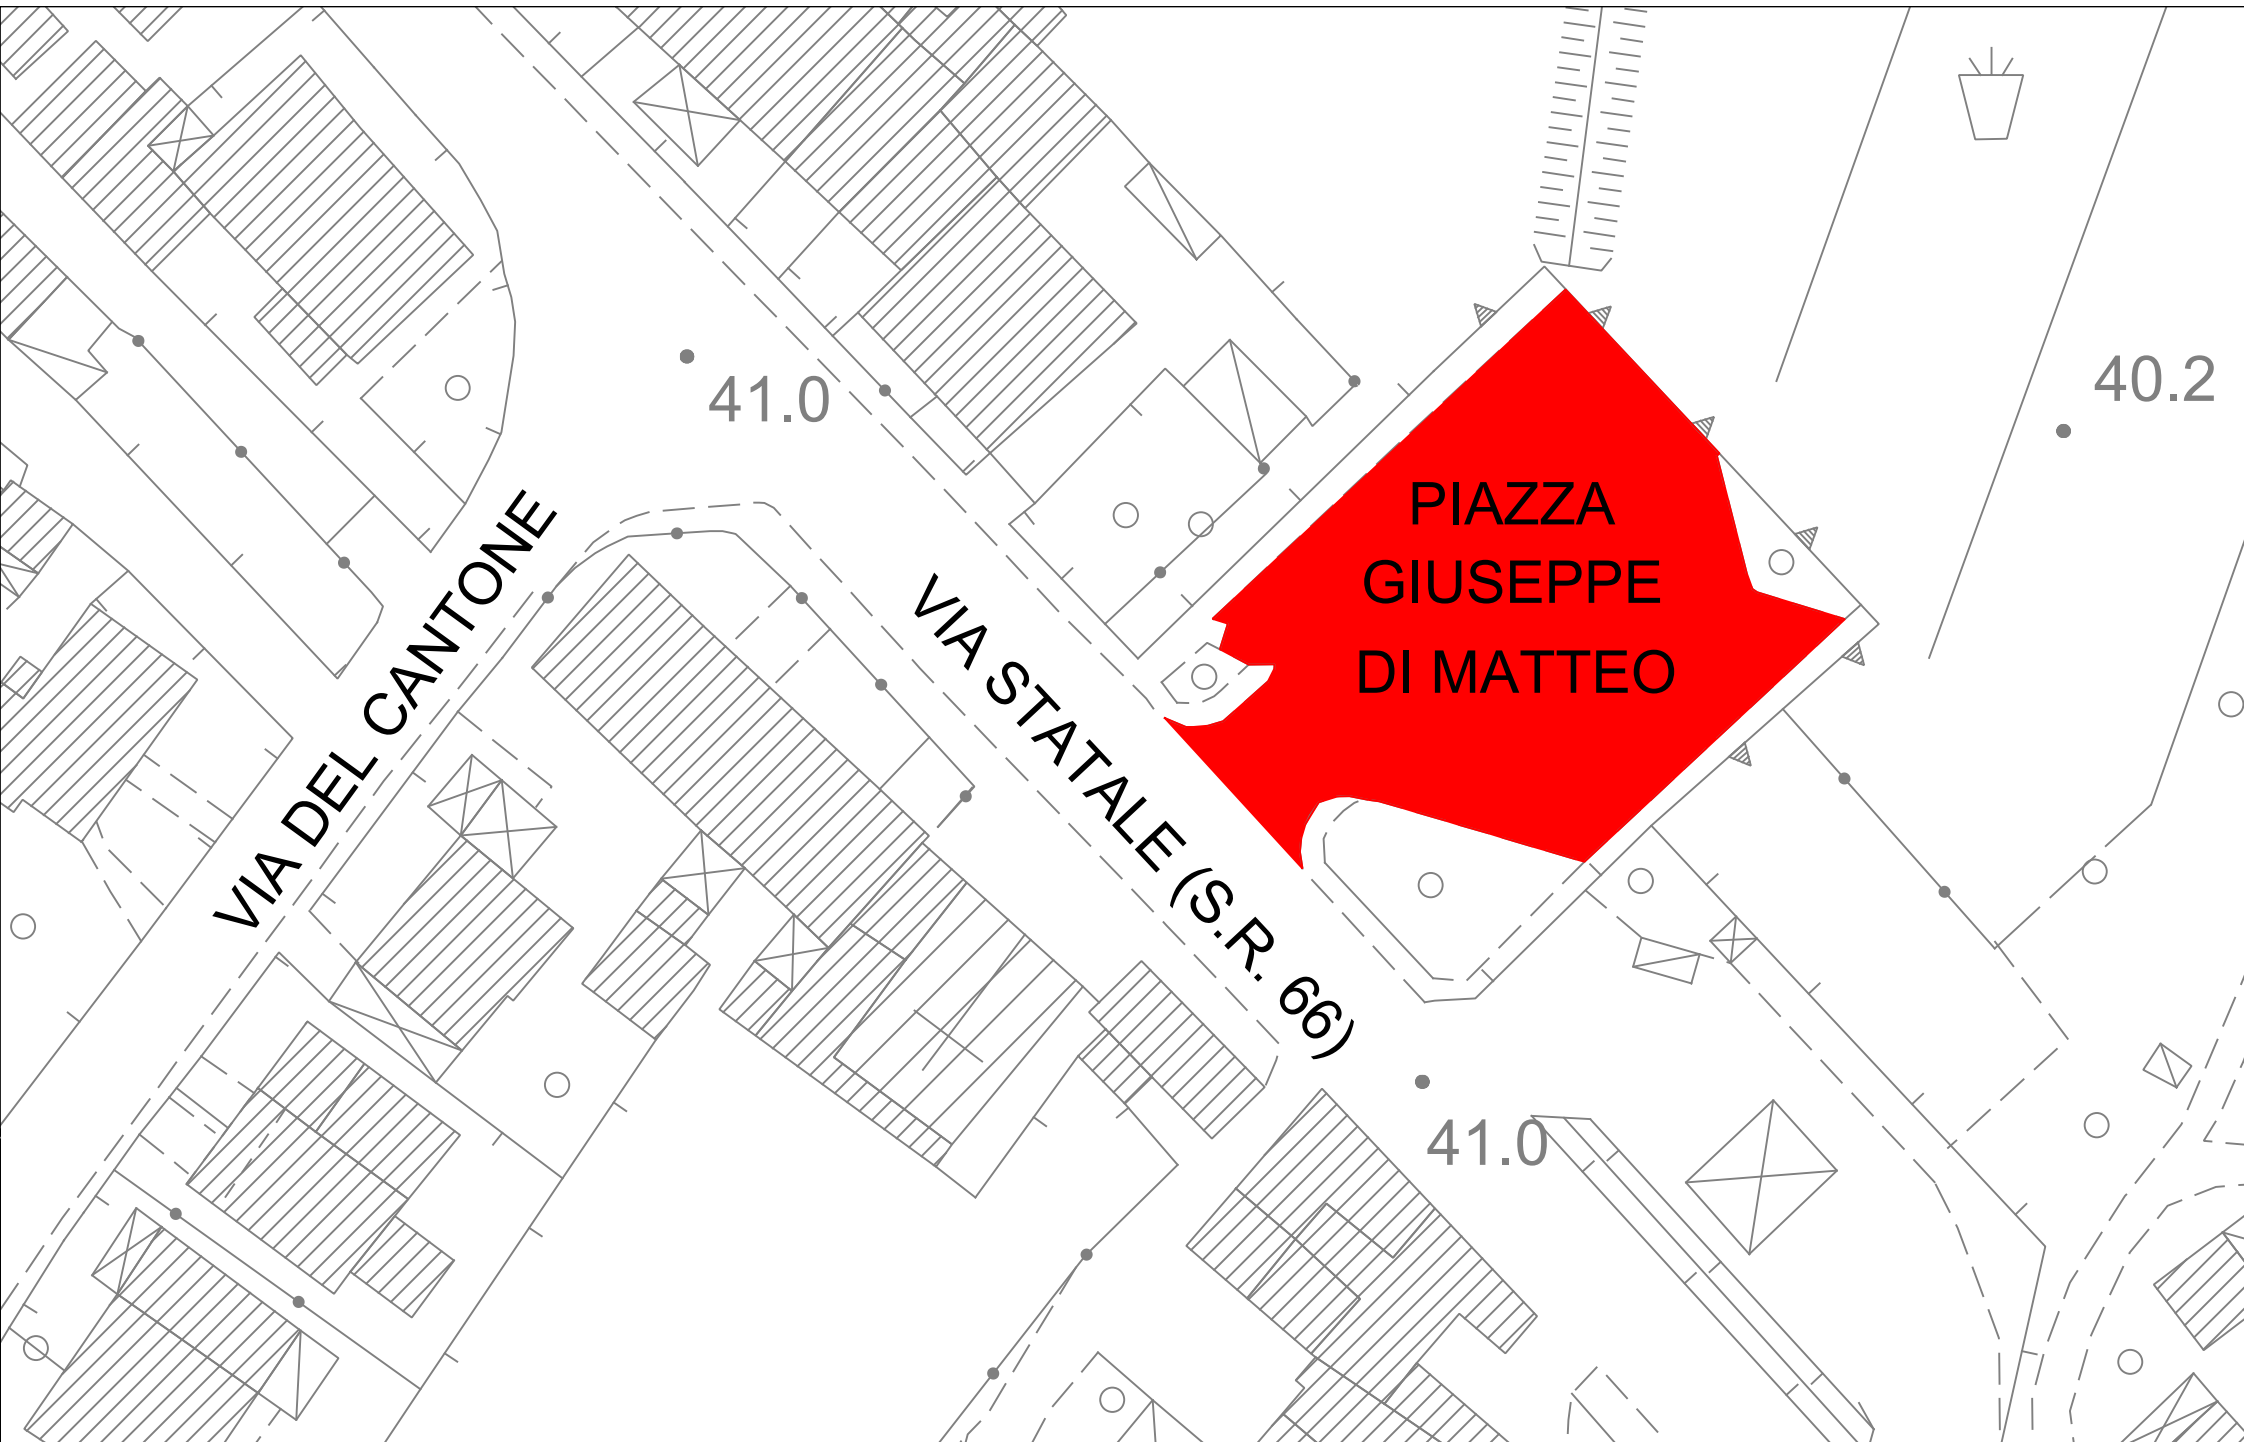 41.0
40.2
PIAZZA
GIUSEPPE
DI MATTEO
VIA DEL CANTONE
VIA STATALE (S.R. 66)
41.0